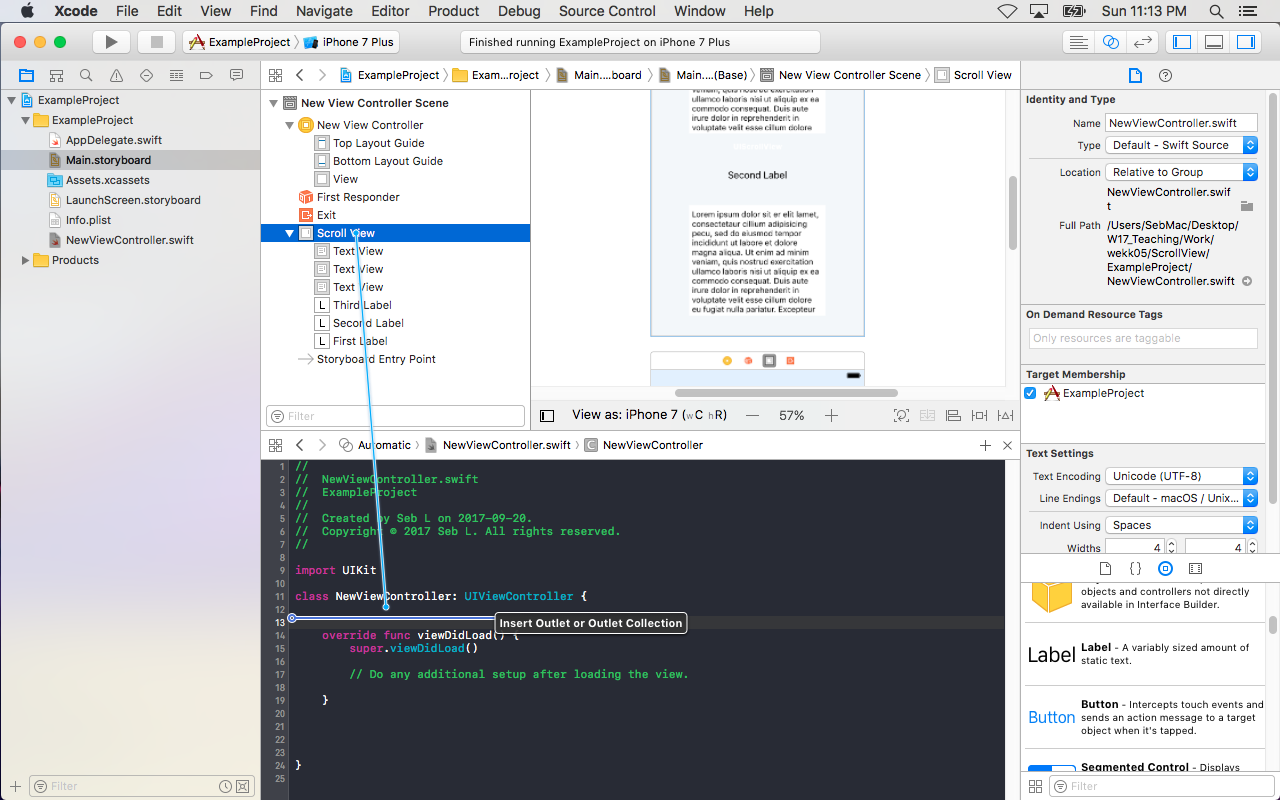 Xcode File Edit View Find Navigate Editor Product Debug Source Control Window Help Sun 11:13 PM
ExampleProject iPhone 7 Plus Finished running ExampleProject on iPhone 7 Plus
ExampleProject
ExampleProject
AppDelegate.swift
Main.storyboard
Assets.xcassets
LaunchScreen.storyboard
Info.plist
NewViewController.swift
Products
Filter
ExampleProject Exam...roject Main....board Main....(Base) New View Controller Scene Scroll View
New View Controller Scene
New View Controller
Top Layout Guide
Bottom Layout Guide
View
First Responder
Exit
Scroll View
Text View
Text View
Text View
L Third Label
L Second Label
L First Label
Storyboard Entry Point
Filter
ullamco laboris nisi ut aliquip ex ea
commodo consequat. Duis aute
irure dolor in reprehenderit in
voluptate velit esse cillum dolore
Second Label
Lorem ipsum dolor sit er elit lamet,
consectetaur cillium adipisicing
pecu, sed do eiusmod tempor
incididunt ut labore et dolore
magna aliqua. Ut enim ad minim
veniam, quis nostrud exercitation
ullamco laboris nisi ut aliquip ex ea
commodo consequat. Duis aute
irure dolor in reprehenderit in
voluptate velit esse cillum dolore
eu fugiat nulla pariatur. Excepteur
View as: iPhone 7 (wC hR) — 57% +
Automatic NewViewController.swift C NewViewController
1 //
2 // NewViewController.swift
3 // ExampleProject
4 //
5 // Created by Seb L on 2017-09-20.
6 // Copyright © 2017 Seb L. All rights reserved.
7 //
8
9 import UIKit
10
11 class NewViewController: UIViewController {
12
13 Insert Outlet or Outlet Collection
14 override func viewDidLoad() {
15 super.viewDidLoad()
16
17 // Do any additional setup after loading the view.
18
19 }
20
21
22
23
24 }
25
Identity and Type
Name NewViewController.swift
Type Default - Swift Source
Location Relative to Group
NewViewController.swif
t
Full Path /Users/SebMac/Desktop/
W17_Teaching/Work/
wekk05/ScrollView/
ExampleProject/
NewViewController.swift
On Demand Resource Tags
Only resources are taggable
Target Membership
ExampleProject
Text Settings
Text Encoding Unicode (UTF-8)
Line Endings Default - macOS / Unix...
Indent Using Spaces
Widths 4 4
{}
objects and controllers not directly
available in Interface Builder.
Label Label - A variably sized amount of
static text.
Button Button - Intercepts touch events and
sends an action message to a target
object when it's tapped.
Segmented Control - Displays
Filter